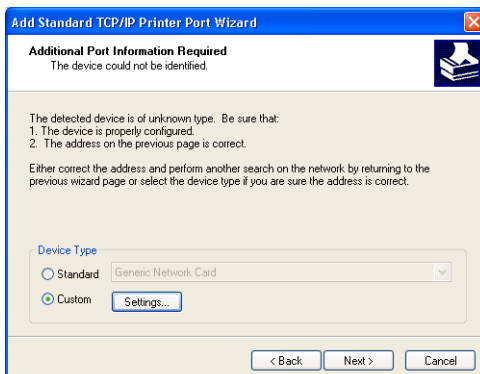 Add Standard TCP/IP Printer Port Wizard
Additional Port Information Required
The device could not be identified.
The detected device is of unknown type. Be sure that:
1. The device is properly configured.
2. The address on the previous page is correct.
Either correct the address and perform another search on the network by returning to the
previous wizard page or select the device type if you are sure the address is correct.
Device Type
Standard Generic Network Card
Custom Settings...
< Back Next > Cancel